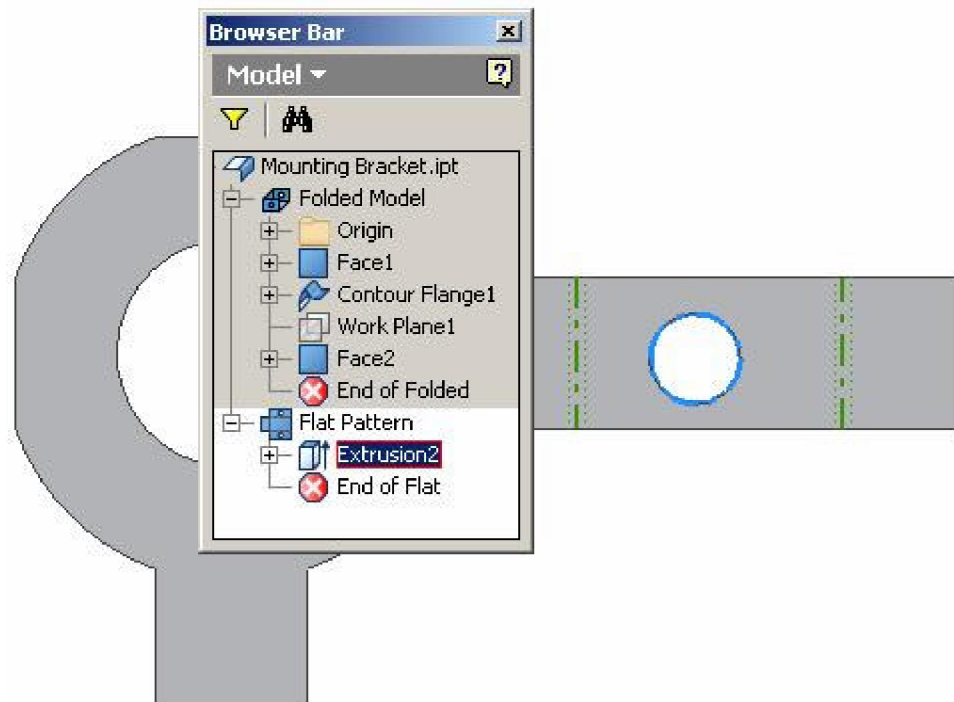 Browser Bar
Model
Mounting Bracket.ipt
Folded Model
Origin
Face1
Contour Flange1
Work Plane1
Face2
End of Folded
Flat Pattern
Extrusion2
End of Flat